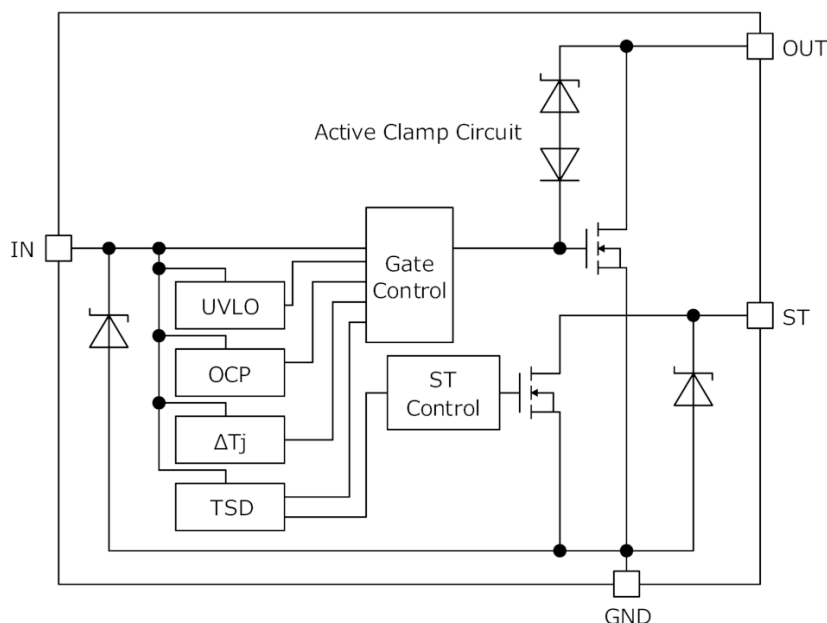 OUT
Active Clamp Circuit
IN
Gate
Control
UVLO
ST
OCP
ST
Control
ΔTj
TSD
GND